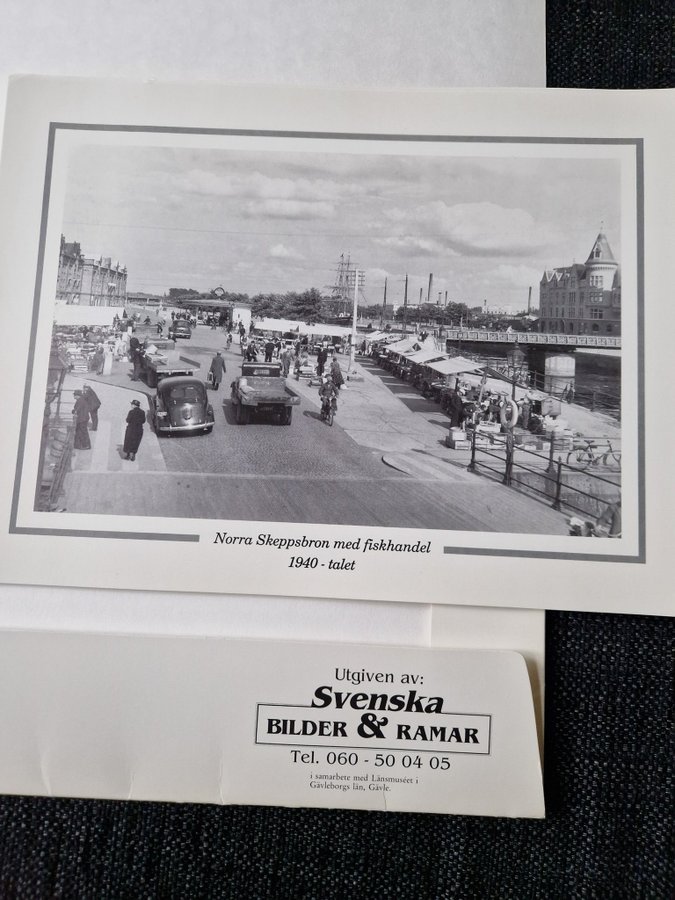 Norra Skeppsbron med fiskhandel
1940 - talet
Utgiven av:
Svenska
BILDER & RAMAR
Tel. 060 - 50 04 05
i samarbete med Länsmuséet i
Gävleborgs län, Gävle.